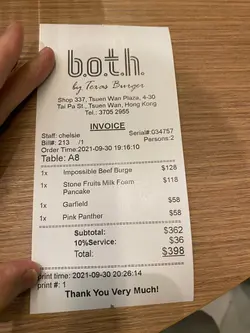 b.o.t.h.
by Texas Burger
Shop 337, Tsuen Wan Plaza, 4-30
Tai Pa St., Tsuen Wan, Hong Kong
Tel.: 3705 2955
INVOICE
Staff: chelsie Serial#:034757
Bill#: 213 /1 Persons:2
Order Time:2021-09-30 19:16:10
Table: A8
1x Impossible Beef Burge $128
1x Stone Fruits Milk Foam $118
Pancake
1x Garfield $58
1x Pink Panther $58
Subtotal: $362
10%Service: $36
Total: $398
print time: 2021-09-30 20:26:14
print #: 1
Thank You Very Much!